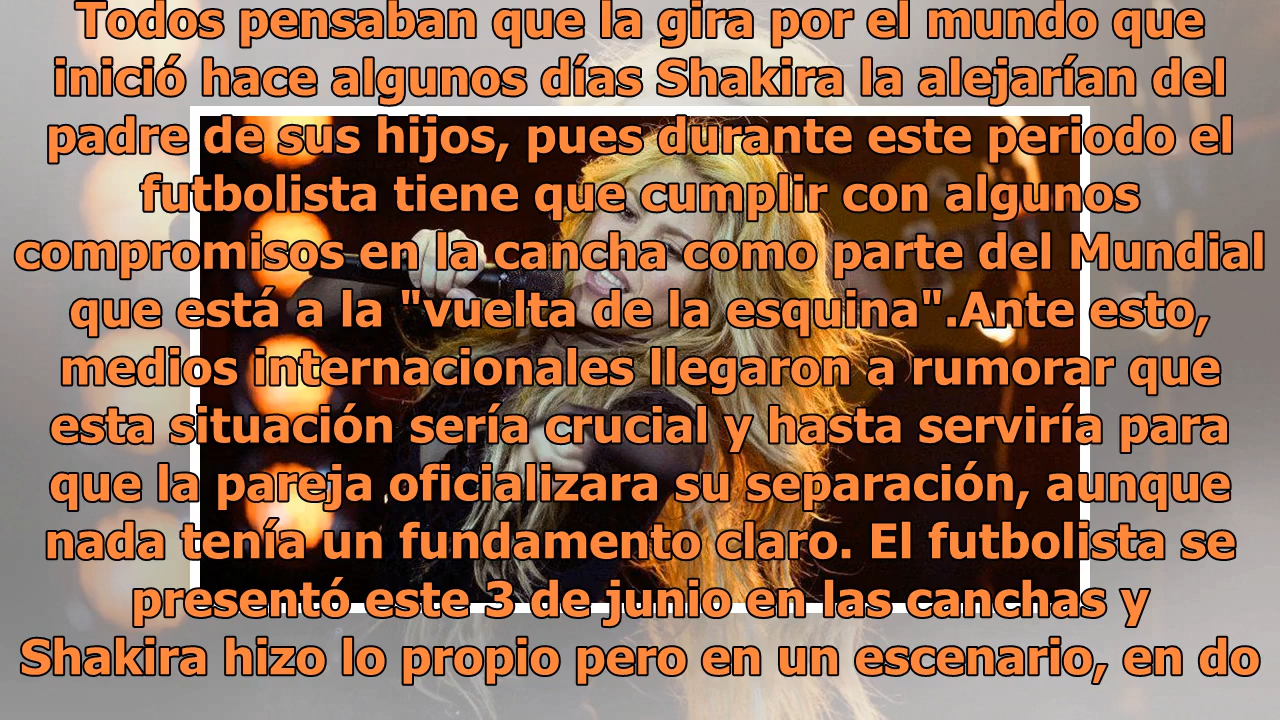 Todos pensaban que la gira por el mundo que
inició hace algunos días Shakira la alejarían del
padre de sus hijos, pues durante este periodo el
futbolista tiene que cumplir con algunos
compromisos en la cancha como parte del Mundial
que está a la "vuelta de la esquina".Ante esto,
medios internacionales llegaron a rumorar que
esta situación sería crucial y hasta serviría para
que la pareja oficializara su separación, aunque
nada tenía un fundamento claro. El futbolista se
presentó este 3 de junio en las canchas y
Shakira hizo lo propio pero en un escenario, en do